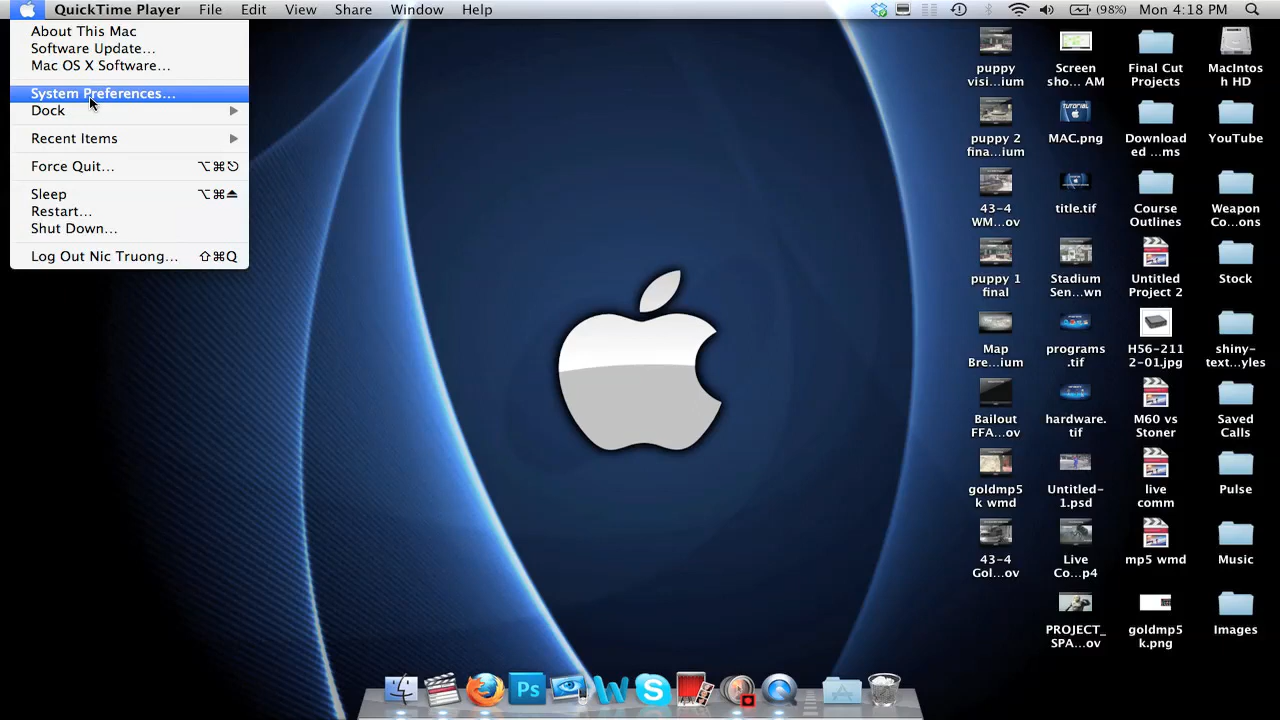 QuickTime Player File Edit View Share Window Help (98%) Mon 4:18 PM
About This Mac
Software Update...
Mac OS X Software...
System Preferences...
Dock
Recent Items
Force Quit... ⌥⌘⎋
Sleep ⌥⌘⏏
Restart...
Shut Down...
Log Out Nic Truong... ⇧⌘Q
puppy
visi...ium
Screen
sho... AM
Final Cut
Projects
MacIntos
h HD
puppy 2
fina...ium
TUTORIAL
MAC.png
Download
ed ...ms
YouTube
43-4
WM...ov
title.tif
Course
Outlines
Weapon
Co...ons
puppy 1
final
Stadium
Sen...wn
Untitled
Project 2
Stock
Map
Bre...ium
programs
.tif
H56-211
2-01.jpg
shiny-
text...yles
Bailout
FFA...ov
hardware.
tif
M60 vs
Stoner
Saved
Calls
goldmp5
k wmd
Untitled-
1.psd
live
comm
Pulse
43-4
Gol...ov
Live
Co...p4
mp5 wmd
Music
PROJECT_
SPA...ov
goldmp5
k.png
Images
Ps
W
S